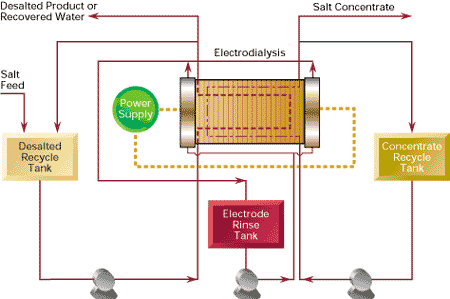 Desalted Product or
Recovered Water
Salt Concentrate
Electrodialysis
Salt
Feed
Power
Supply
Desalted
Recycle
Tank
Concentrate
Recycle
Tank
Electrode
Rinse
Tank